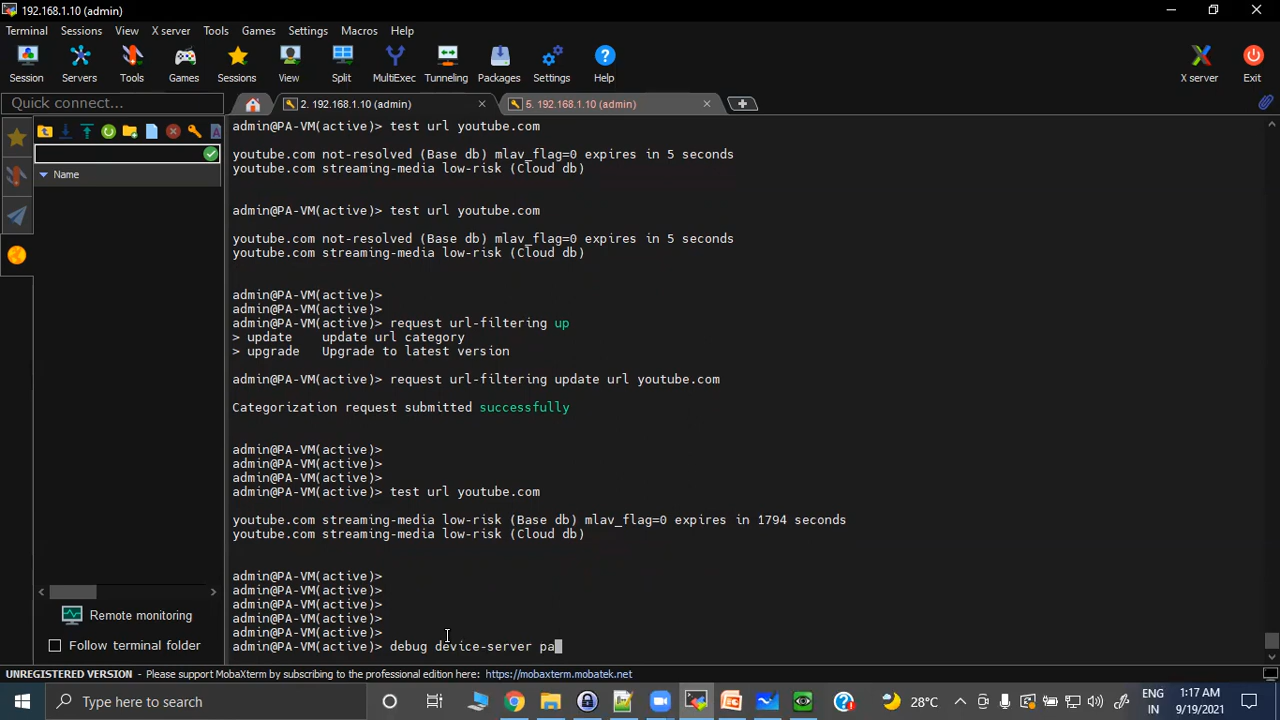 192.168.1.10 (admin)
Terminal Sessions View X server Tools Games Settings Macros Help
Session Servers Tools Games Sessions View Split MultiExec Tunneling Packages Settings Help X server Exit
Quick connect... 2. 192.168.1.10 (admin) 5. 192.168.1.10 (admin)
Name
admin@PA-VM(active)> test url youtube.com
youtube.com not-resolved (Base db) mlav_flag=0 expires in 5 seconds
youtube.com streaming-media low-risk (Cloud db)
admin@PA-VM(active)> test url youtube.com
youtube.com not-resolved (Base db) mlav_flag=0 expires in 5 seconds
youtube.com streaming-media low-risk (Cloud db)
admin@PA-VM(active)>
admin@PA-VM(active)>
admin@PA-VM(active)> request url-filtering up
> update update url category
> upgrade Upgrade to latest version
admin@PA-VM(active)> request url-filtering update url youtube.com
Categorization request submitted successfully
admin@PA-VM(active)>
admin@PA-VM(active)>
admin@PA-VM(active)>
admin@PA-VM(active)> test url youtube.com
youtube.com streaming-media low-risk (Base db) mlav_flag=0 expires in 1794 seconds
youtube.com streaming-media low-risk (Cloud db)
admin@PA-VM(active)>
admin@PA-VM(active)>
admin@PA-VM(active)>
admin@PA-VM(active)>
admin@PA-VM(active)>
admin@PA-VM(active)> debug device-server pa
Remote monitoring
Follow terminal folder
UNREGISTERED VERSION - Please support MobaXterm by subscribing to the professional edition here: https://mobaxterm.mobatek.net
Type here to search
28°C
ENG
IN
1:17 AM
9/19/2021